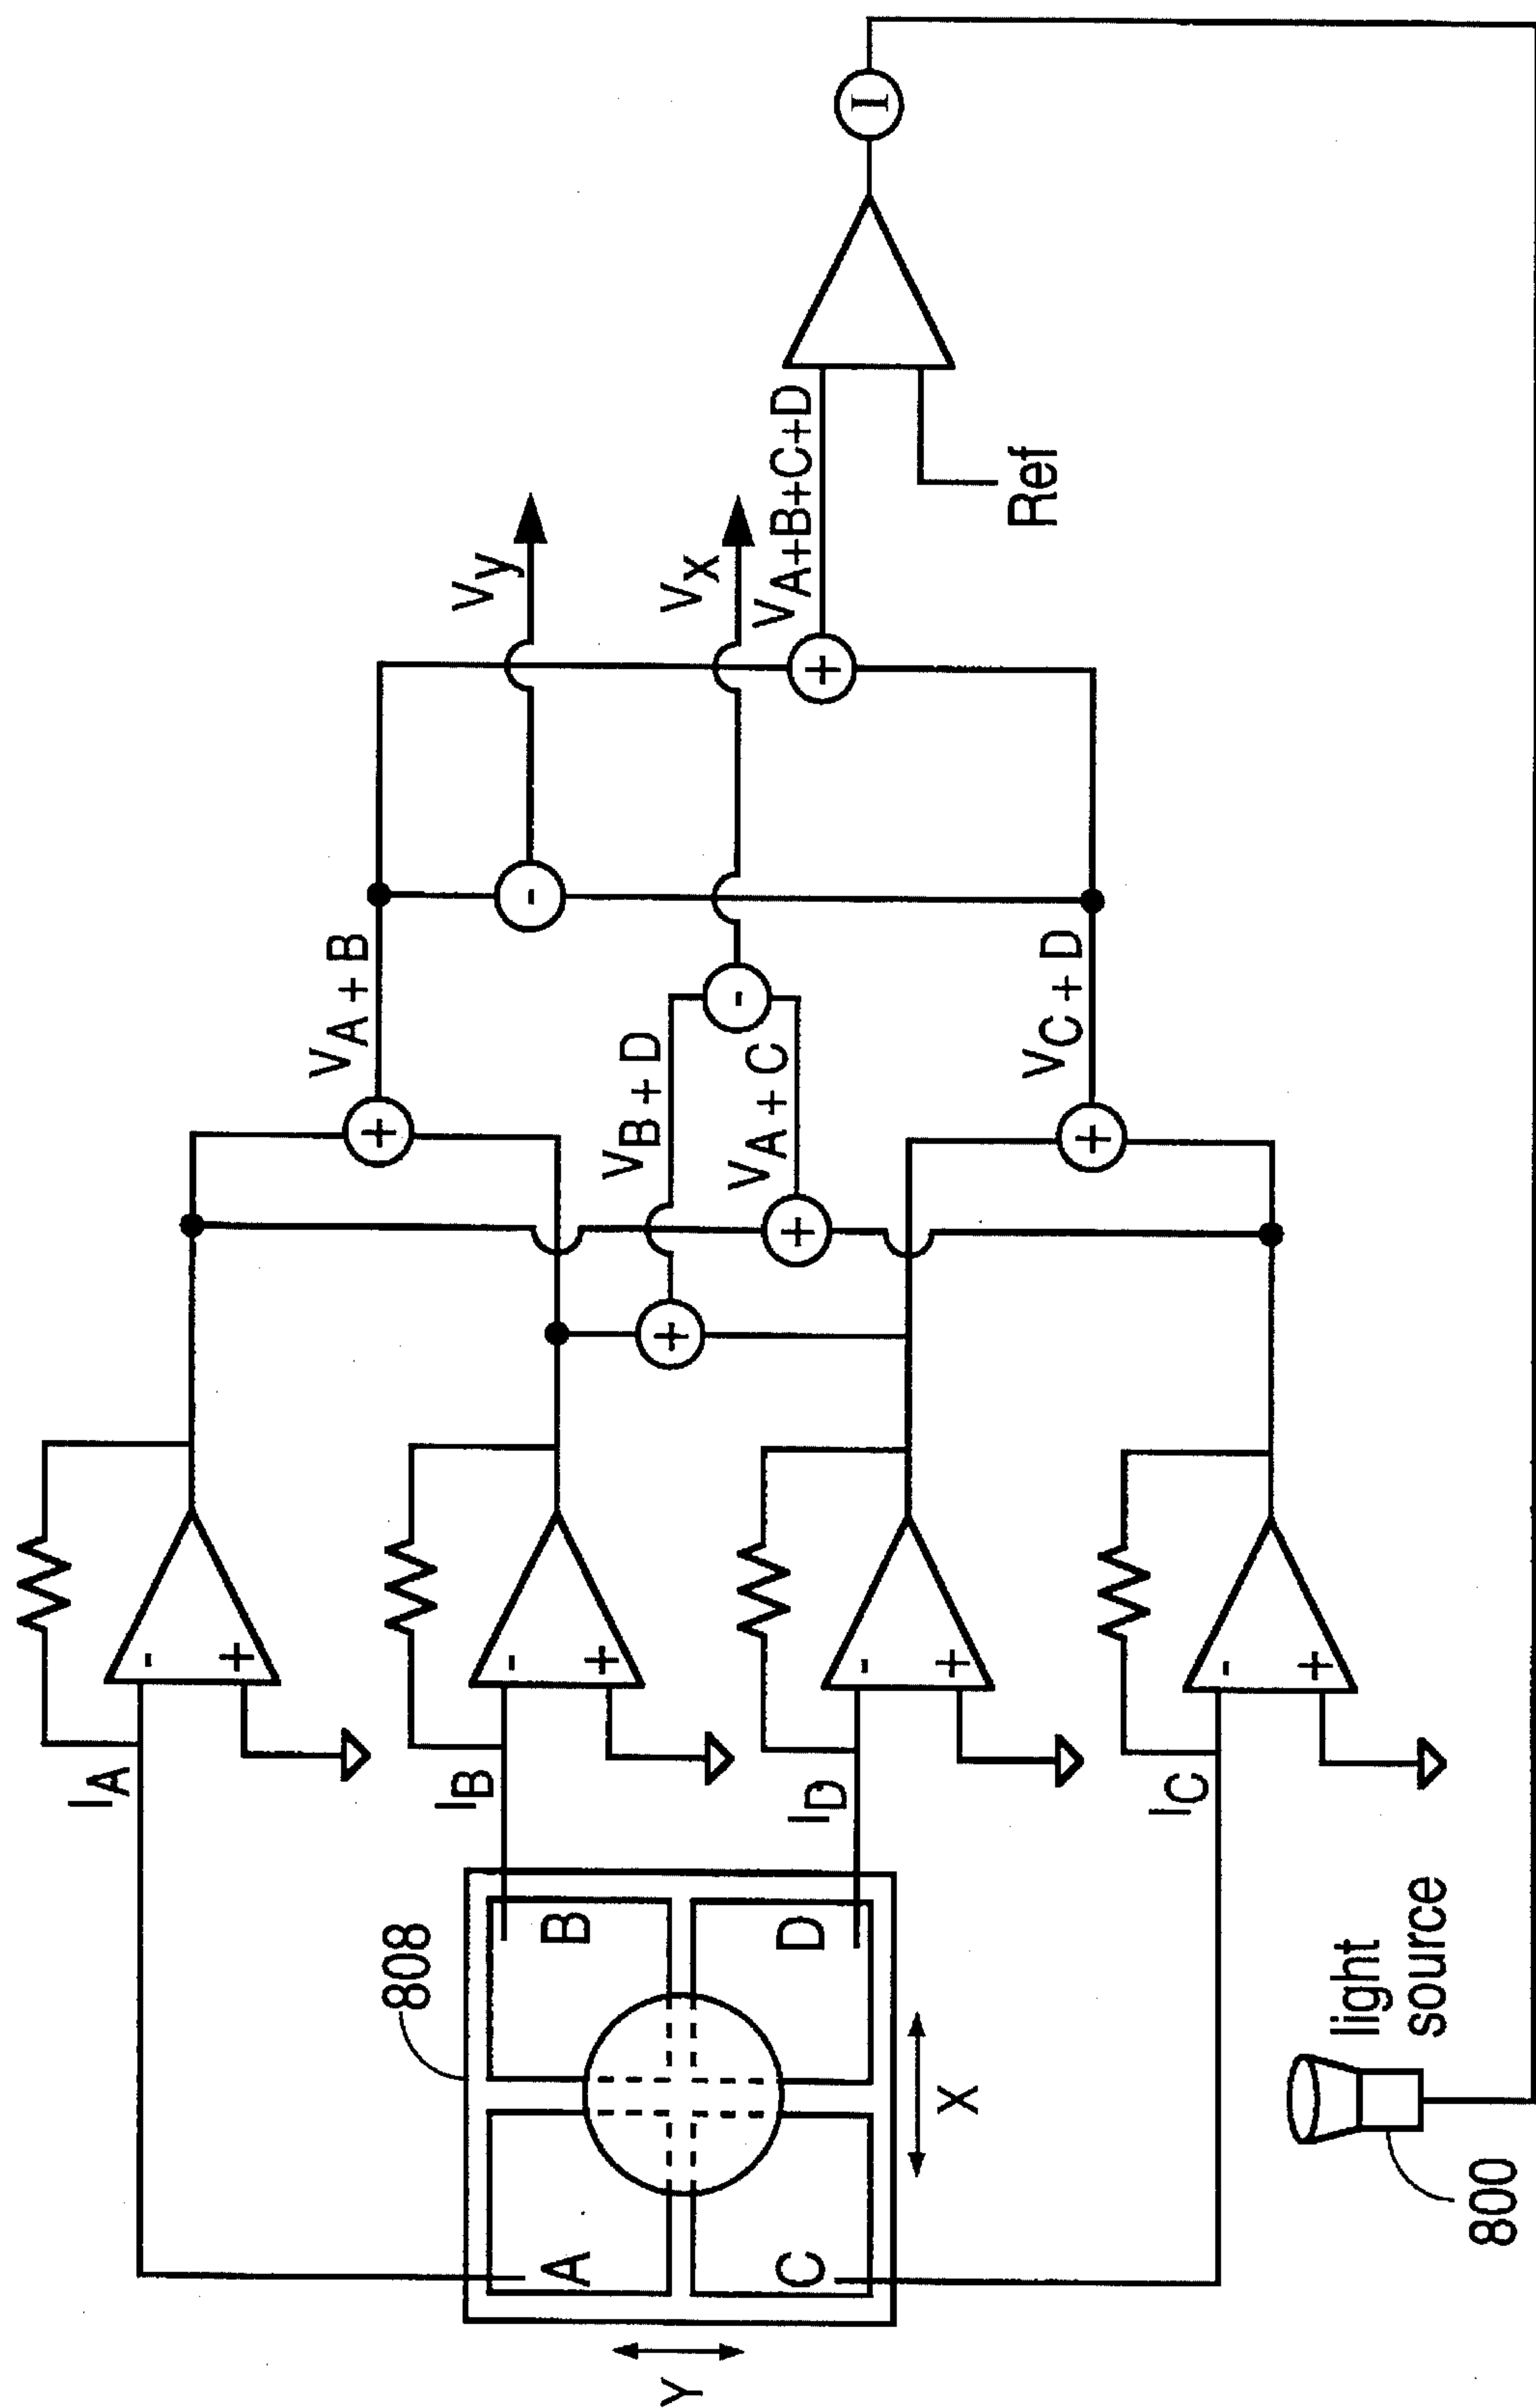 808
A
B
C
D
Y
X
I_A
I_B
I_D
I_C
-
+
-
+
-
+
-
+
+
+
+
+
V_A + B
V_B + D
V_A + C
V_C + D
-
-
+
V_y
V_x
V_A+B+C+D
Ref
I
light
source
800